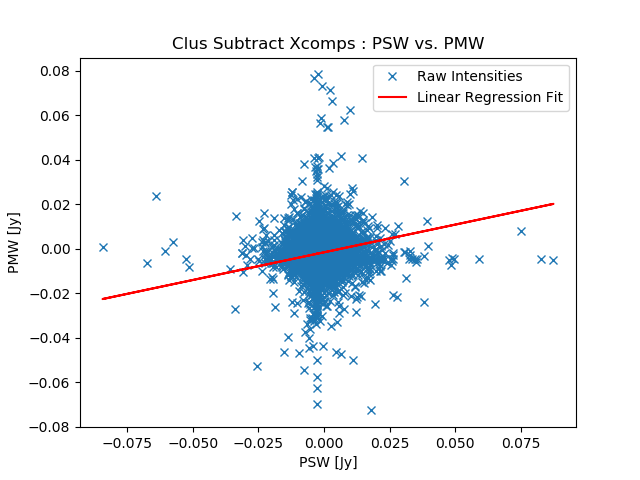 Clus Subtract Xcomps : PSW vs. PMW
Raw Intensities
Linear Regression Fit
PMW [Jy]
0.08
0.06
0.04
0.02
0.00
−0.02
−0.04
−0.06
−0.08
−0.075 −0.050 −0.025 0.000 0.025 0.050 0.075
PSW [Jy]